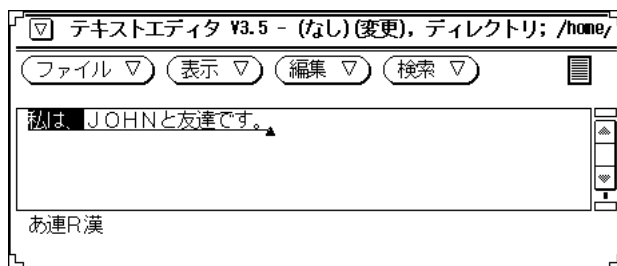 テキストエディタ V3.5 - (なし)(変更), ディレクトリ; /home/
ファイル 表示 編集 検索
私は、ＪＯＨＮと友達です。
あ連R漢